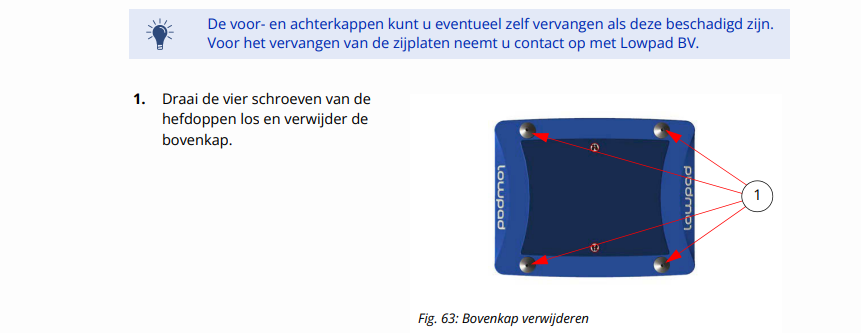 De voor- en achterkappen kunt u eventueel zelf vervangen als deze beschadigd zijn.
Voor het vervangen van de zijplaten neemt u contact op met Lowpad BV.
1. Draai de vier schroeven van de
hefdoppen los en verwijder de
bovenkap.
lowpad
lowpad
1
Fig. 63: Bovenkap verwijderen